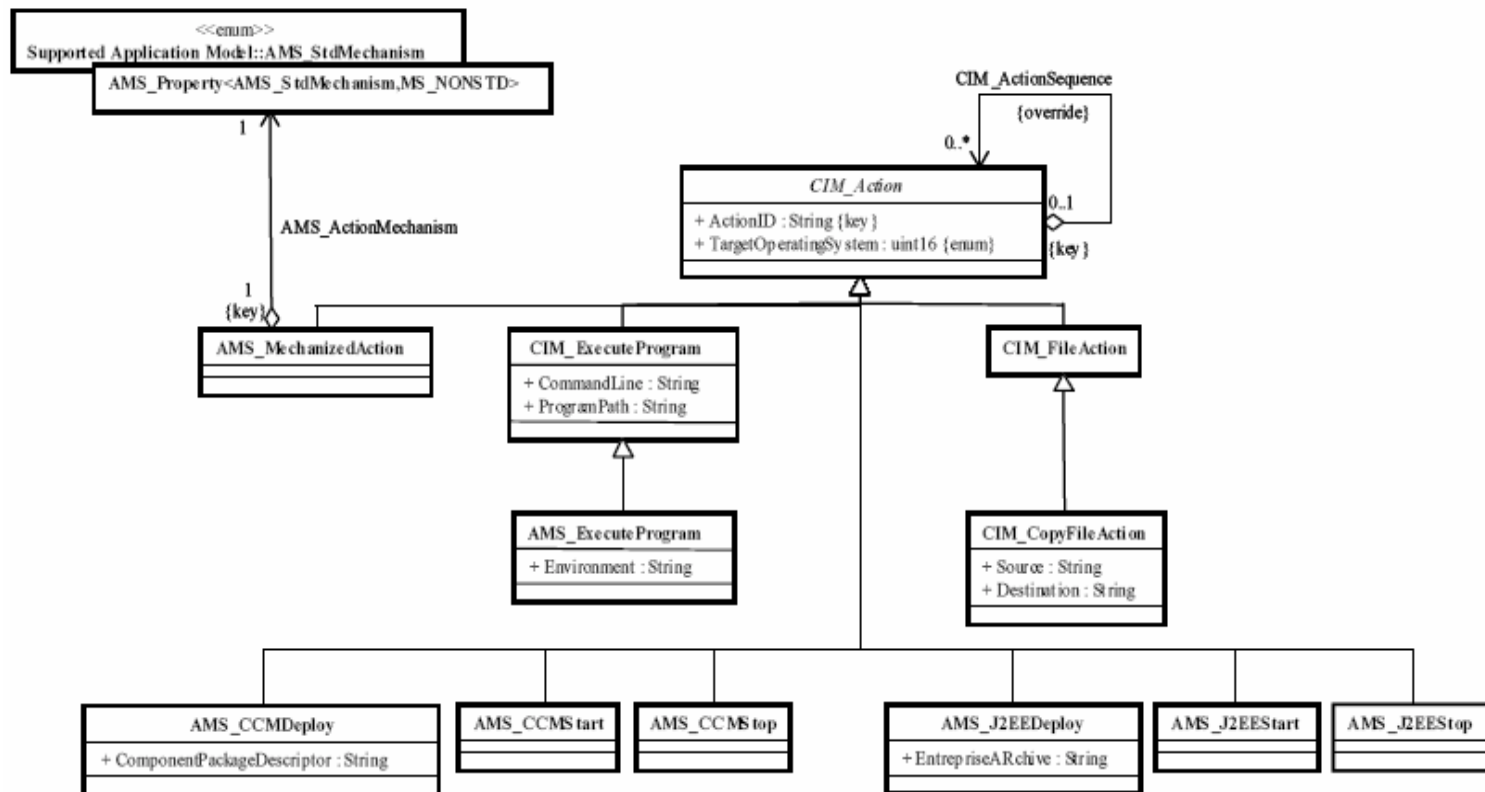 <<enum>>
Supported Application Model::AMS_StdMechanism
AMS_Property<AMS_StdMechanism,MS_NONSTD>
1
AMS_ActionMechanism
1
{key}
CIM_ActionSequence
{override}
0..*
CIM_Action
+ ActionID : String {key}
+ TargetOperatingSystem : uint16 {enum}
0..1
{key}
AMS_MechanizedAction
CIM_ExecuteProgram
+ CommandLine : String
+ ProgramPath : String
CIM_FileAction
AMS_ExecuteProgram
+ Environment : String
CIM_CopyFileAction
+ Source : String
+ Destination : String
AMS_CCMDeploy
+ ComponentPackageDescriptor : String
AMS_CCMStart
AMS_CCMStop
AMS_J2EEDeploy
+ EntrepriseARchive : String
AMS_J2EEStart
AMS_J2EEStop